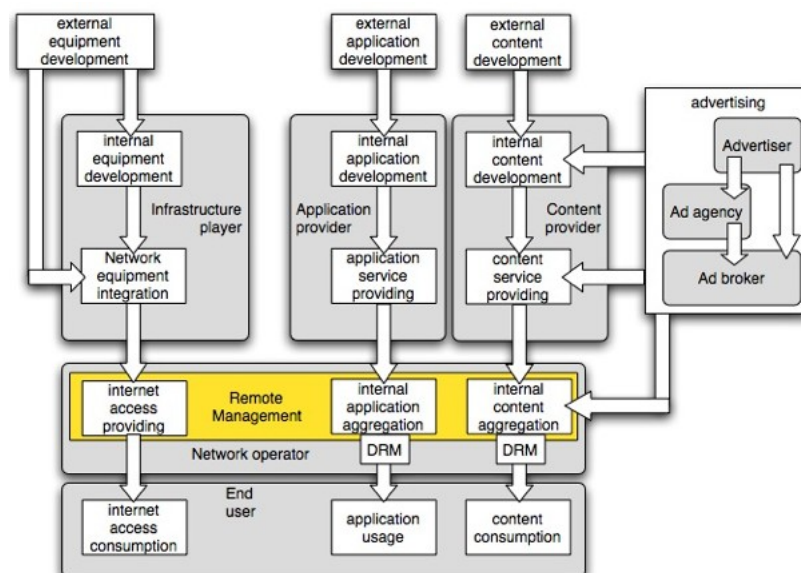 external
equipment
development
external
application
development
external
content
development
advertising
Advertiser
Ad agency
Ad broker
internal
equipment
development
Infrastructure
player
Network
equipment
integration
internal
application
development
Application
provider
application
service
providing
internal
content
development
Content
provider
content
service
providing
internet
access
providing
Remote
Management
internal
application
aggregation
internal
content
aggregation
DRM
DRM
Network operator
End
user
internet
access
consumption
application
usage
content
consumption